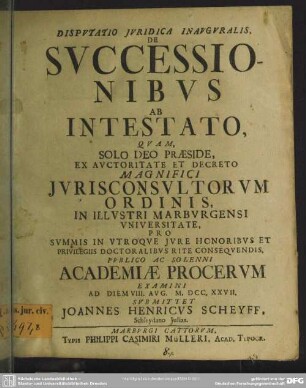 DISPVTATIO JVRIDICA INAVGVRALIS,
DE
SVCCESSIO-
NIBVS
AB
INTESTATO,
QVAM,
SOLO DEO PRÆSIDE,
EX AVCTORITATE ET DECRETO
MAGNIFICI
JVRISCONSVLTORVM
ORDINIS,
IN ILLVSTRI MARBVRGENSI
VNIVERSITATE,
PRO
SVMMIS IN VTROQVE JVRE HONORIBVS ET
PRIVILEGIIS DOCTORALIBVS RITE CONSEQVENDIS,
PVBLICO AC SOLENNI
ACADEMIÆ PROCERVM
EXAMINI
AD DIEM VIII. AVG. M. DCC. XXVII.
SVBMITTET
JOANNES HENRICVS SCHEYFF,
MARBVRGI CATTORVM,
TYPIS PHILIPPI CASIMIRI MüLLERI, ACAD. TYPOGR.
jur. civ.